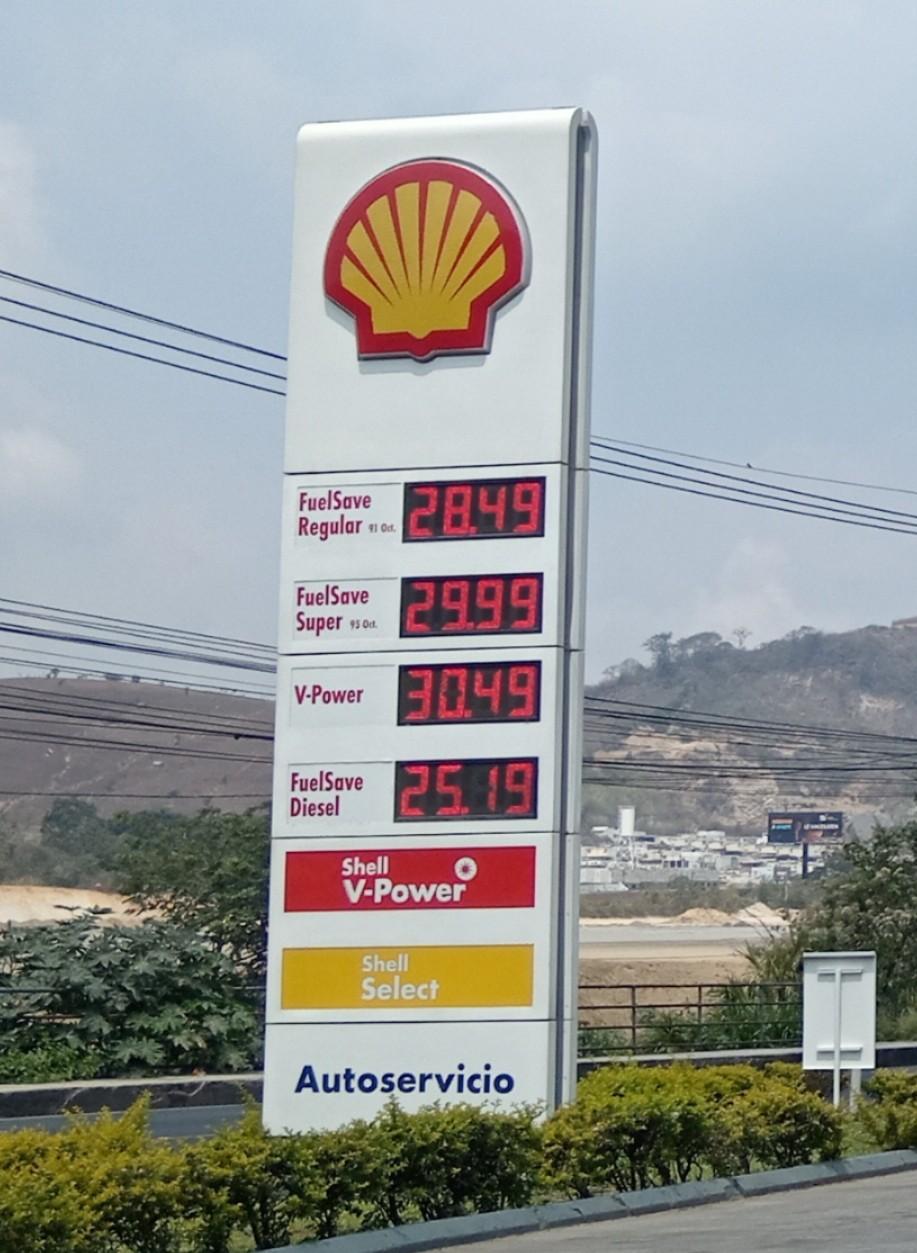 FuelSave
Regular 91 Oct. 28.49
FuelSave
Super 95 Oct. 29.99
V-Power 30.49
FuelSave
Diesel 25.19
Shell
V-Power
Shell
Select
Autoservicio